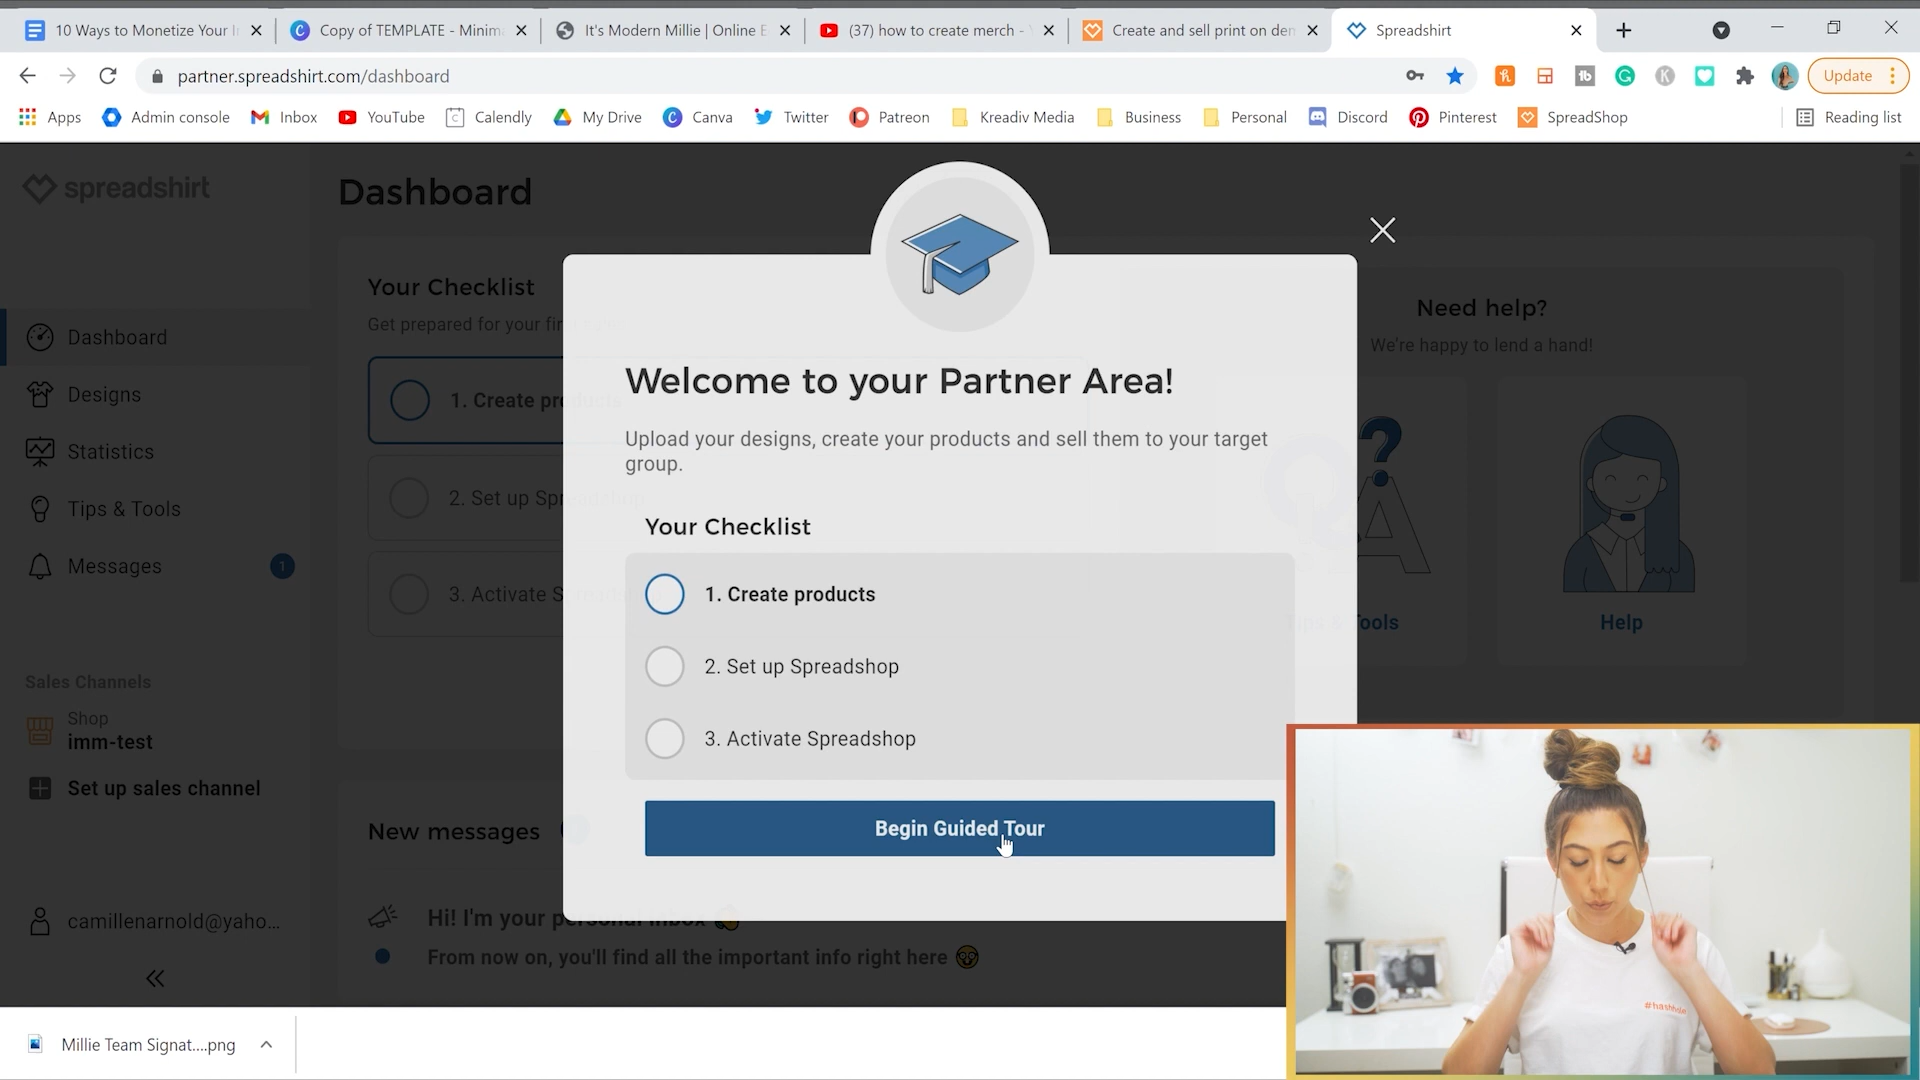 10 Ways to Monetize Your I
Copy of TEMPLATE - Minim
It's Modern Millie | Online E
(37) how to create merch -
Create and sell print on den
Spreadshirt
partner.spreadshirt.com/dashboard
Update
Apps
Admin console
Inbox
YouTube
Calendly
My Drive
Canva
Twitter
Patreon
Kreadiv Media
Business
Personal
Discord
Pinterest
SpreadShop
Reading list
spreadshirt
Dashboard
Dashboard
Designs
Statistics
Tips & Tools
Messages
1
Sales Channels
Shop
imm-test
Set up sales channel
camillenarnold@yaho...
Your Checklist
Get prepared for your fir
1. Create products
2. Set up Spreadshop
3. Activate S
New messages
Hi! I'm your personal inbox
From now on, you'll find all the important info right here
Need help?
We're happy to lend a hand!
? A
Tips & Tools
Help
Welcome to your Partner Area!
Upload your designs, create your products and sell them to your target
group.
Your Checklist
1. Create products
2. Set up Spreadshop
3. Activate Spreadshop
Begin Guided Tour
Millie Team Signat....png